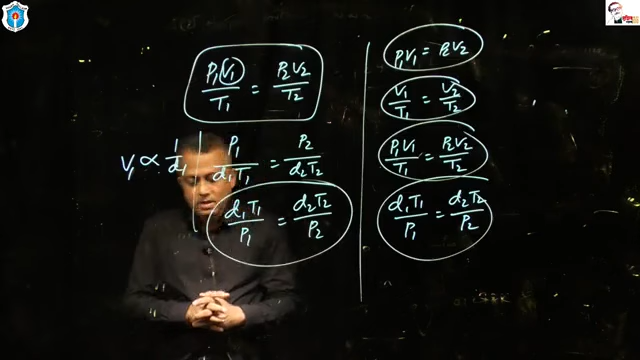 P₁V₁/T₁ = P₂V₂/T₂
V₁ ∝ 1/d₁
P₁/d₁T₁ = P₂/d₂T₂
d₁T₁/P₁ = d₂T₂/P₂
P₁V₁ = P₂V₂
V₁/T₁ = V₂/T₂
P₁V₁/T₁ = P₂V₂/T₂
d₁T₁/P₁ = d₂T₂/P₂